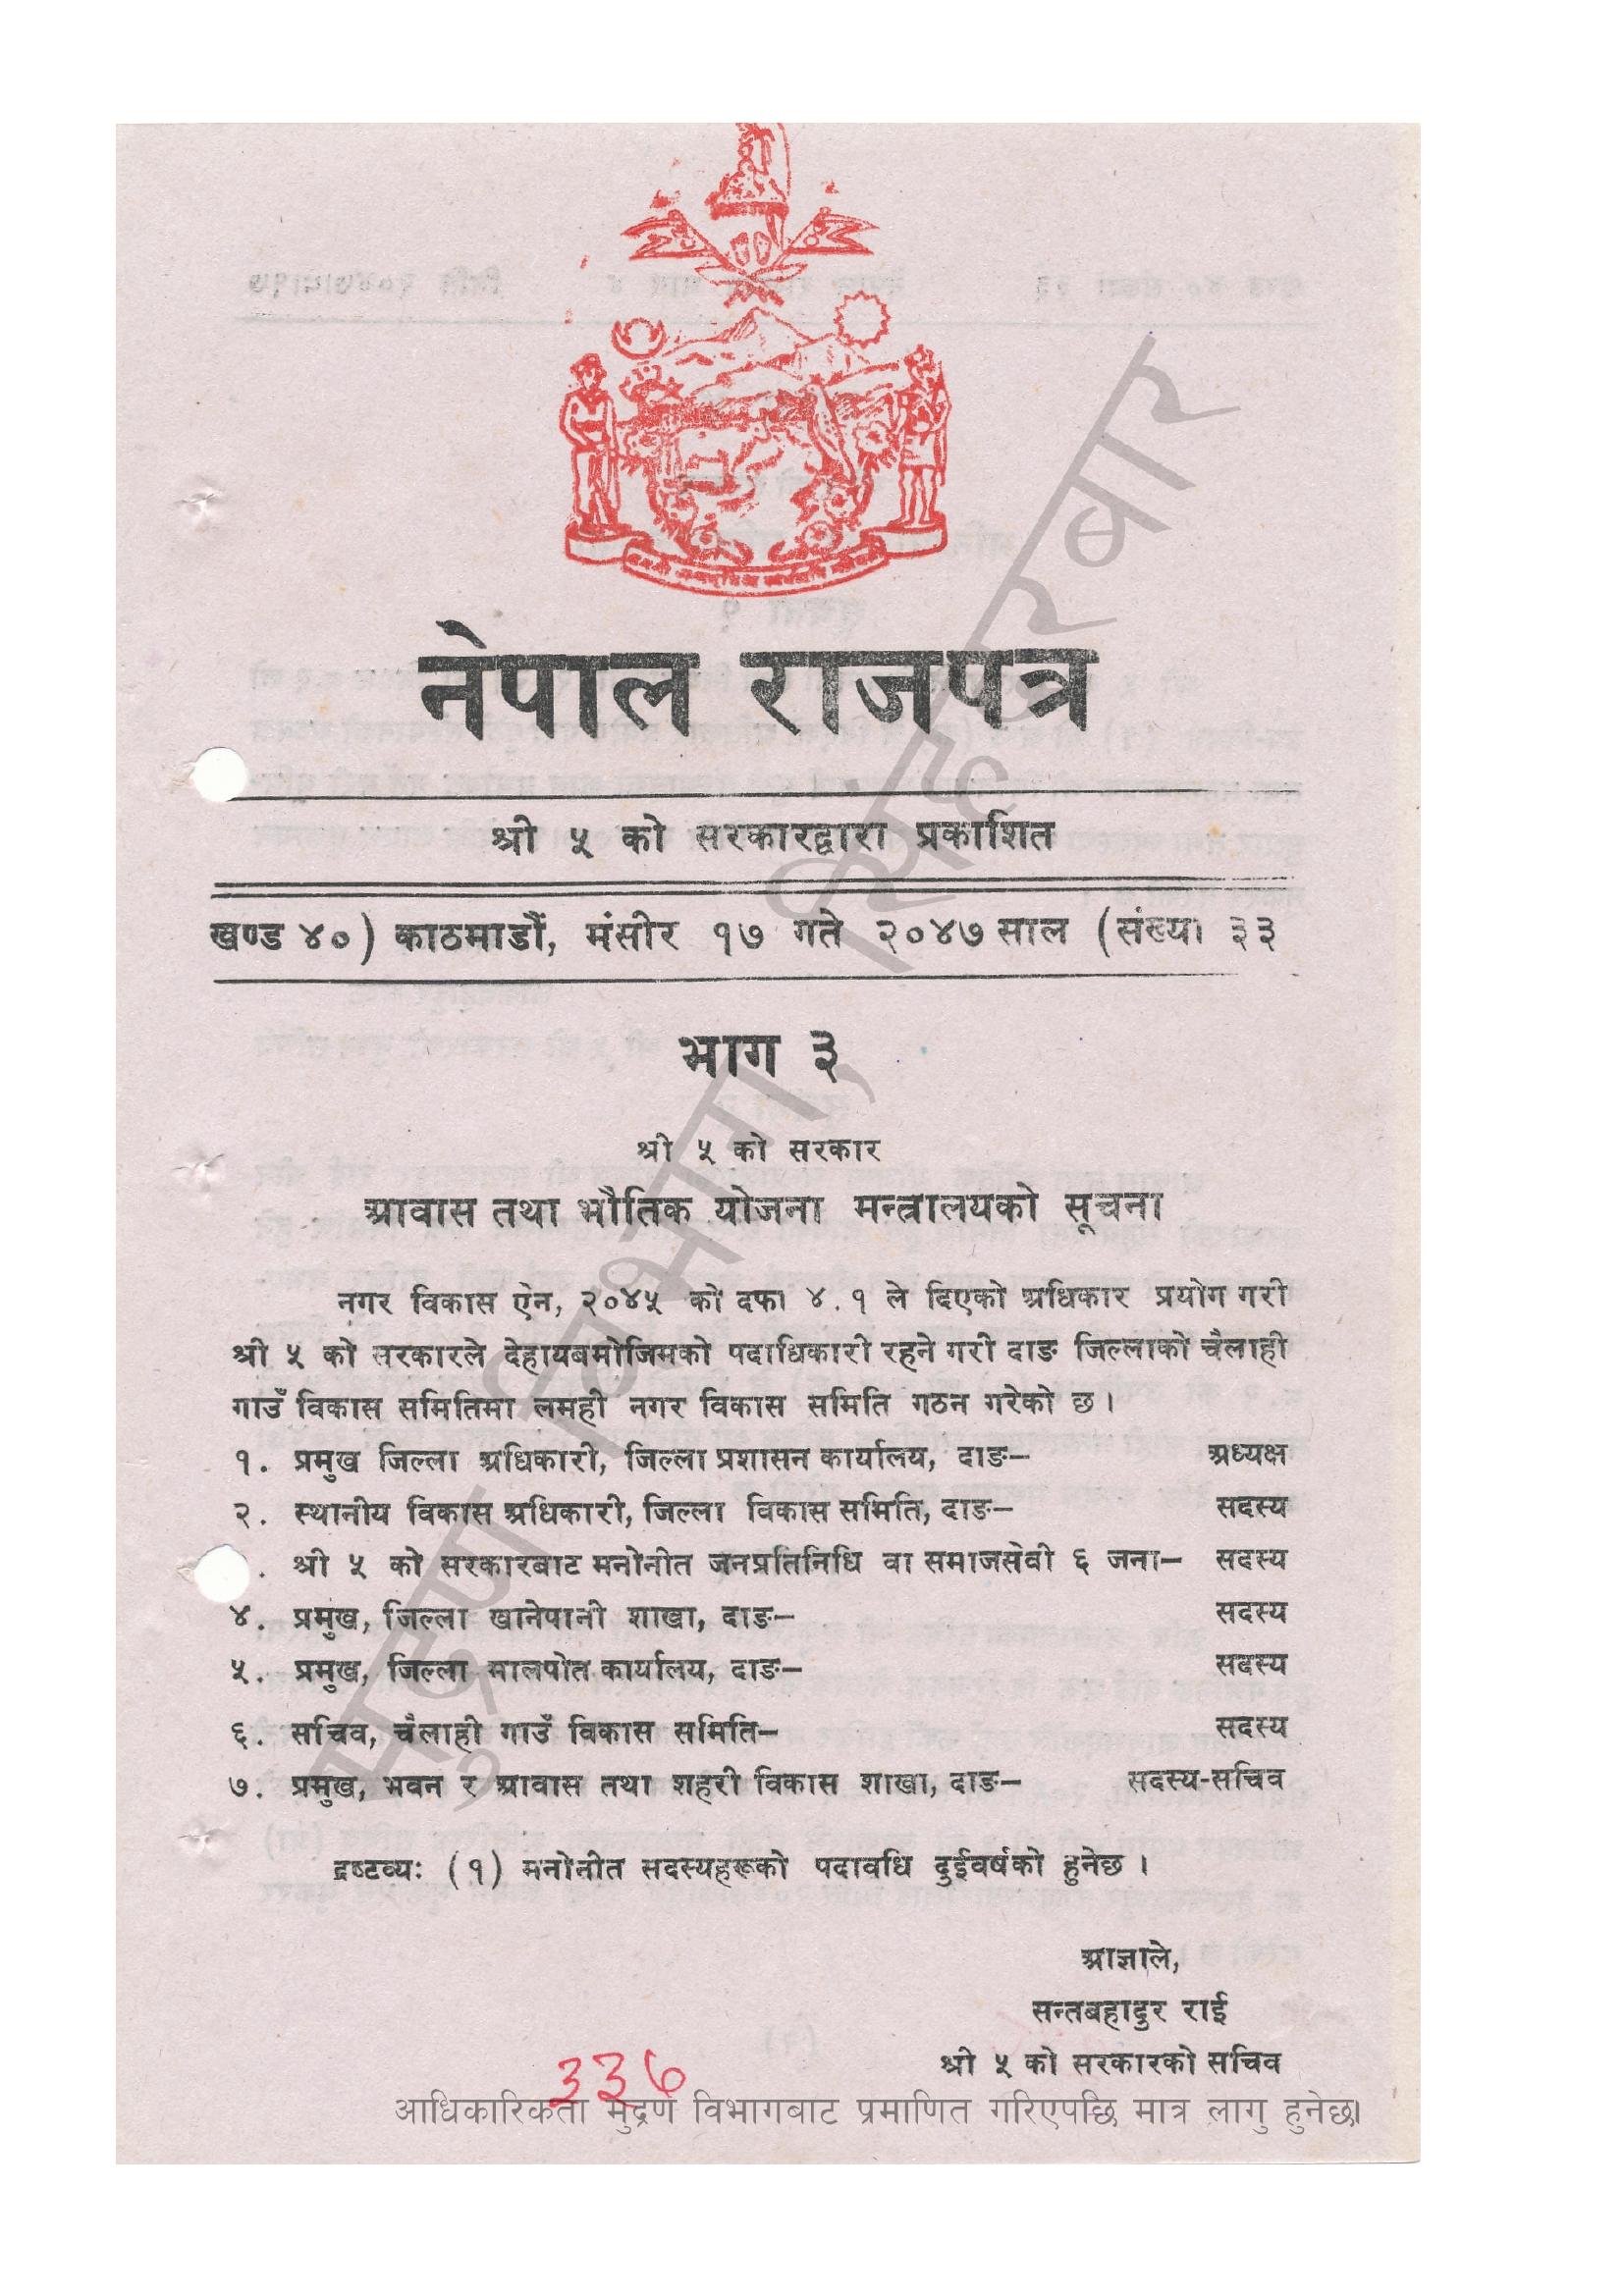 नेपाल राजपत्र
श्री ५ को सरकारद्वारा प्रकाशित
खण्ड ४०) काठमाडौं, मंसीर १७ गते २०४७ साल (संख्या ३३
भाग ३
श्री ५ को सरकार
आवास तथा भौतिक योजना मन्त्रालयको सूचना
नगर विकास ऐन, २०४५ को दफा ४.१ ले दिएको अधिकार प्रयोग गरी
श्री ५ को सरकारले देहायबमोजिमको पदाधिकारी रहने गरी दाङ जिल्लाको चैलाही
गाउँ विकास समितिमा लमही नगर विकास समिति गठन गरेको छ ।
१. प्रमुख जिल्ला अधिकारी, जिल्ला प्रशासन कार्यालय, दाङ– अध्यक्ष
२. स्थानीय विकास अधिकारी, जिल्ला विकास समिति, दाङ– सदस्य
. श्री ५ को सरकारबाट मनोनीत जनप्रतिनिधि वा समाजसेवी ६ जना– सदस्य
४. प्रमुख, जिल्ला खानेपानी शाखा, दाङ– सदस्य
५. प्रमुख, जिल्ला मालपोत कार्यालय, दाङ– सदस्य
६. सचिव, चैलाही गाउँ विकास समिति– सदस्य
७. प्रमुख, भवन र आवास तथा शहरी विकास शाखा, दाङ– सदस्य-सचिव
द्रष्टव्यः (१) मनोनीत सदस्यहरूको पदावधि दुईवर्षको हुनेछ ।
आज्ञाले,
सन्तबहादुर राई
श्री ५ को सरकारको सचिव
३३७
आधिकारिकता मुद्रण विभागबाट प्रमाणित गरिएपछि मात्र लागु हुनेछ।
मुद्रण विभाग, सिंहदरबार